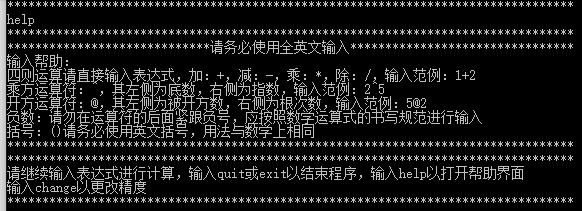 ************************************************************************
help
************************************************************************
**************************请务必使用全英文输入****************************
输入帮助:
四则运算请直接输入表达式，加: +, 减: -, 乘: *, 除: /, 输入范例: 1+2
乘方运算符: ^, 其左侧为底数，右侧为指数，输入范例: 2^5
开方运算符: @, 其左侧为被开方数，右侧为根次数，输入范例: 5@2
负数: 请勿在运算符的后面紧跟负号，应按照数学运算式的书写规范进行输入
括号: ()请务必使用英文括号，用法与数学上相同
************************************************************************
************************************************************************
请继续输入表达式进行计算，输入quit或exit以结束程序，输入help以打开帮助界面
输入change以更改精度
************************************************************************